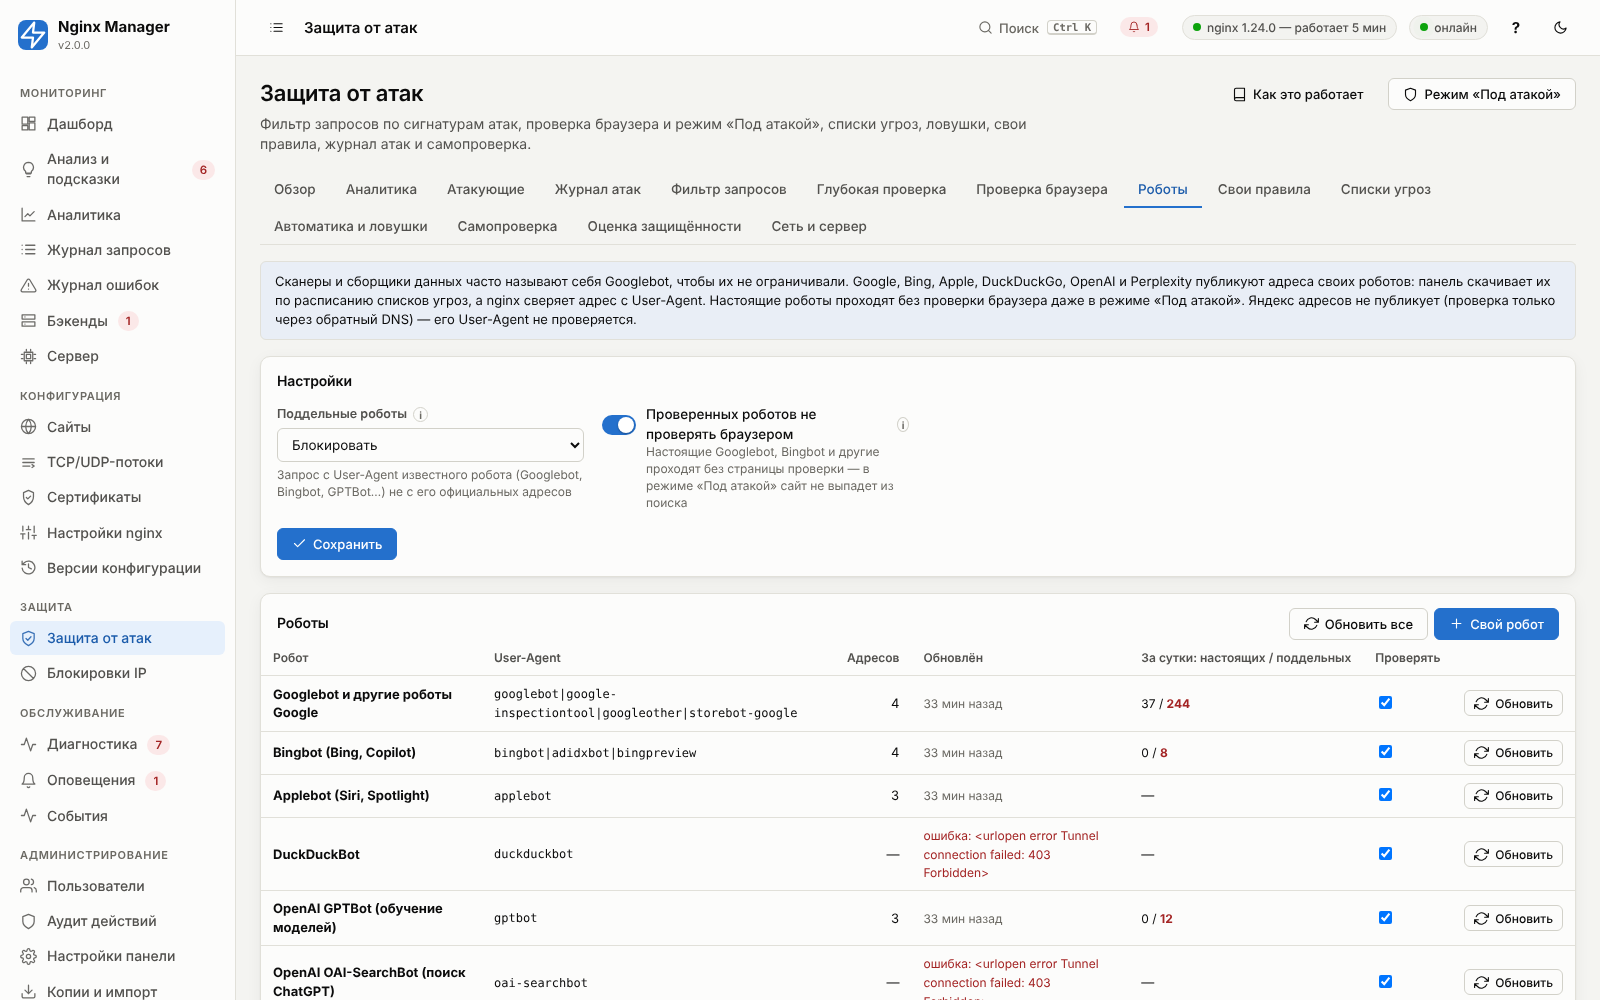 Nginx Manager
v2.0.0
МОНИТОРИНГ
Дашборд
Анализ и
подсказки
6
Аналитика
Журнал запросов
Журнал ошибок
Бэкенды 1
Сервер
КОНФИГУРАЦИЯ
Сайты
TCP/UDP-потоки
Сертификаты
Настройки nginx
Версии конфигурации
ЗАЩИТА
Защита от атак
Блокировки IP
ОБСЛУЖИВАНИЕ
Диагностика 7
Оповещения 1
События
АДМИНИСТРИРОВАНИЕ
Пользователи
Аудит действий
Настройки панели
Копии и импорт
Защита от атак
Поиск Ctrl K
1
nginx 1.24.0 — работает 5 мин
онлайн
?
Защита от атак
Как это работает
Режим «Под атакой»
Фильтр запросов по сигнатурам атак, проверка браузера и режим «Под атакой», списки угроз, ловушки, свои
правила, журнал атак и самопроверка.
Обзор Аналитика Атакующие Журнал атак Фильтр запросов Глубокая проверка Проверка браузера Роботы Свои правила Списки угроз
Автоматика и ловушки Самопроверка Оценка защищённости Сеть и сервер
Сканеры и сборщики данных часто называют себя Googlebot, чтобы их не ограничивали. Google, Bing, Apple, DuckDuckGo, OpenAI и Perplexity публикуют адреса своих роботов: панель скачивает их
по расписанию списков угроз, а nginx сверяет адрес с User-Agent. Настоящие роботы проходят без проверки браузера даже в режиме «Под атакой». Яндекс адресов не публикует (проверка только
через обратный DNS) — его User-Agent не проверяется.
Настройки
Поддельные роботы i
Блокировать
Запрос с User-Agent известного робота (Googlebot,
Bingbot, GPTBot…) не с его официальных адресов
Проверенных роботов не
проверять браузером
i
Настоящие Googlebot, Bingbot и другие
проходят без страницы проверки — в
режиме «Под атакой» сайт не выпадет из
поиска
Сохранить
Роботы
Обновить все
Свой робот
Робот User-Agent Адресов Обновлён За сутки: настоящих / поддельных Проверять
Googlebot и другие роботы
Google
googlebot|google-
inspectiontool|googleother|storebot-google
4 33 мин назад 37 / 244 Обновить
Bingbot (Bing, Copilot) bingbot|adidxbot|bingpreview 4 33 мин назад 0 / 8 Обновить
Applebot (Siri, Spotlight) applebot 3 33 мин назад — Обновить
DuckDuckBot duckduckbot —
ошибка: <urlopen error Tunnel
connection failed: 403
Forbidden>
— Обновить
OpenAI GPTBot (обучение
моделей)
gptbot 3 33 мин назад 0 / 12 Обновить
OpenAI OAI-SearchBot (поиск
ChatGPT)
oai-searchbot —
ошибка: <urlopen error Tunnel
connection failed: 403
Forbidden>
— Обновить